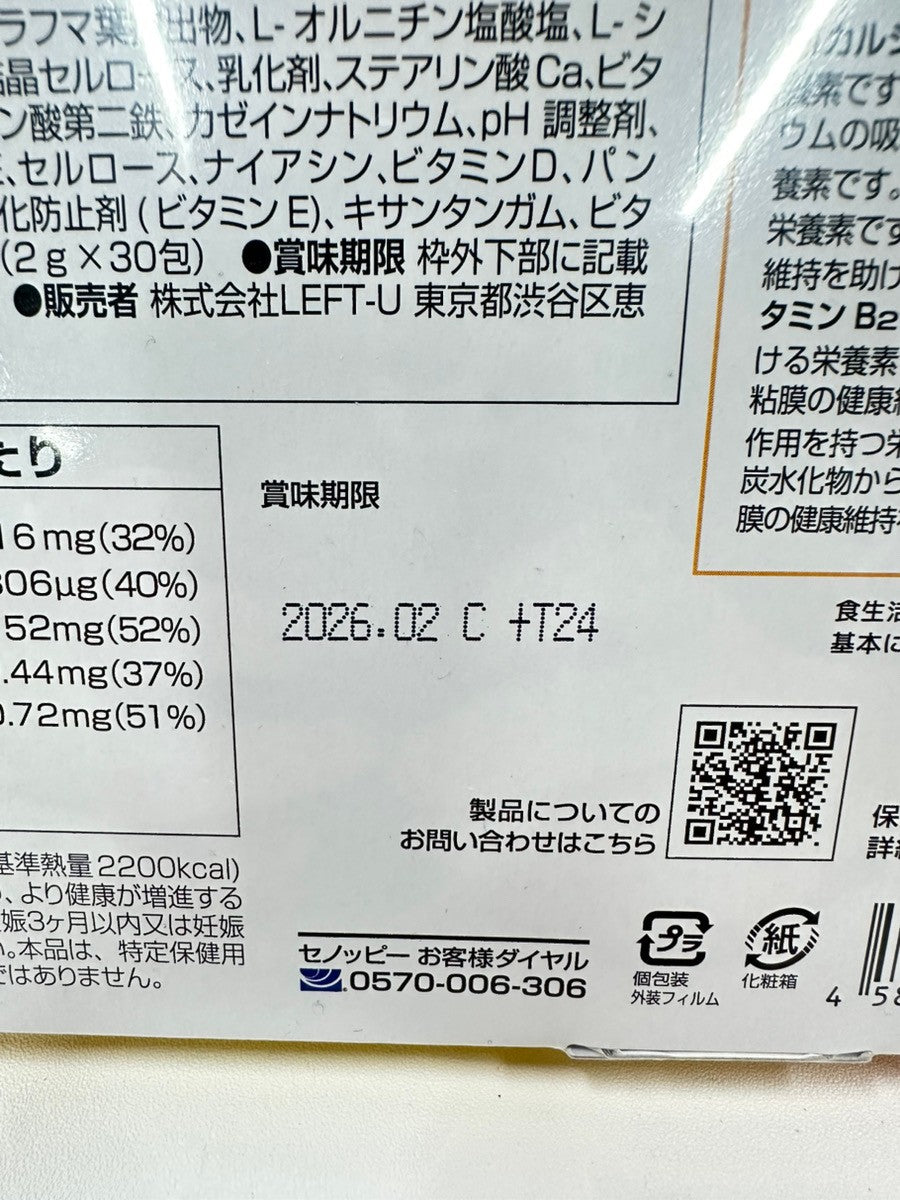 ラフマ葉抽出物、L-オルニチン塩酸塩、L-シ
結晶セルロース、乳化剤、ステアリン酸Ca、ビタ
ン酸第二鉄、カゼインナトリウム、pH 調整剤、
セルロース、ナイアシン、ビタミンD、パン
化防止剤 (ビタミンE)、キサンタンガム、ビタ
(2g×30包) ●賞味期限 枠外下部に記載
●販売者 株式会社LEFT-U 東京都渋谷区恵
カルシ
養素です
ウムの吸
養素です。
栄養素です
維持を助け
タミン B2
ける栄養素
粘膜の健康維
作用を持つ栄
炭水化物から
膜の健康維持
たり
16mg(32%)
306μg(40%)
52mg(52%)
.44mg(37%)
0.72mg(51%)
賞味期限
2026.02 C +T24
食生活
基本に
製品についての
お問い合わせはこちら
保
詳細
基準熱量2200kcal)
、より健康が増進する
娠3ヶ月以内又は妊娠
い。本品は、特定保健用
ではありません。
セノッピー お客様ダイヤル
0570-006-306
プラ
個包装
外装フィルム
紙
化粧箱
4 58